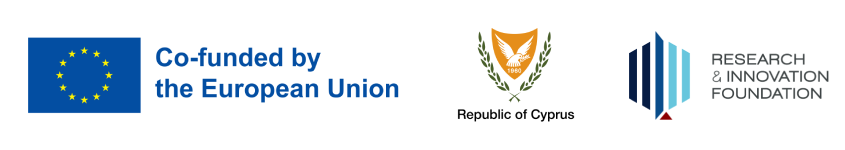 Co-funded by
the European Union
1960
Republic of Cyprus
RESEARCH
& INNOVATION
FOUNDATION